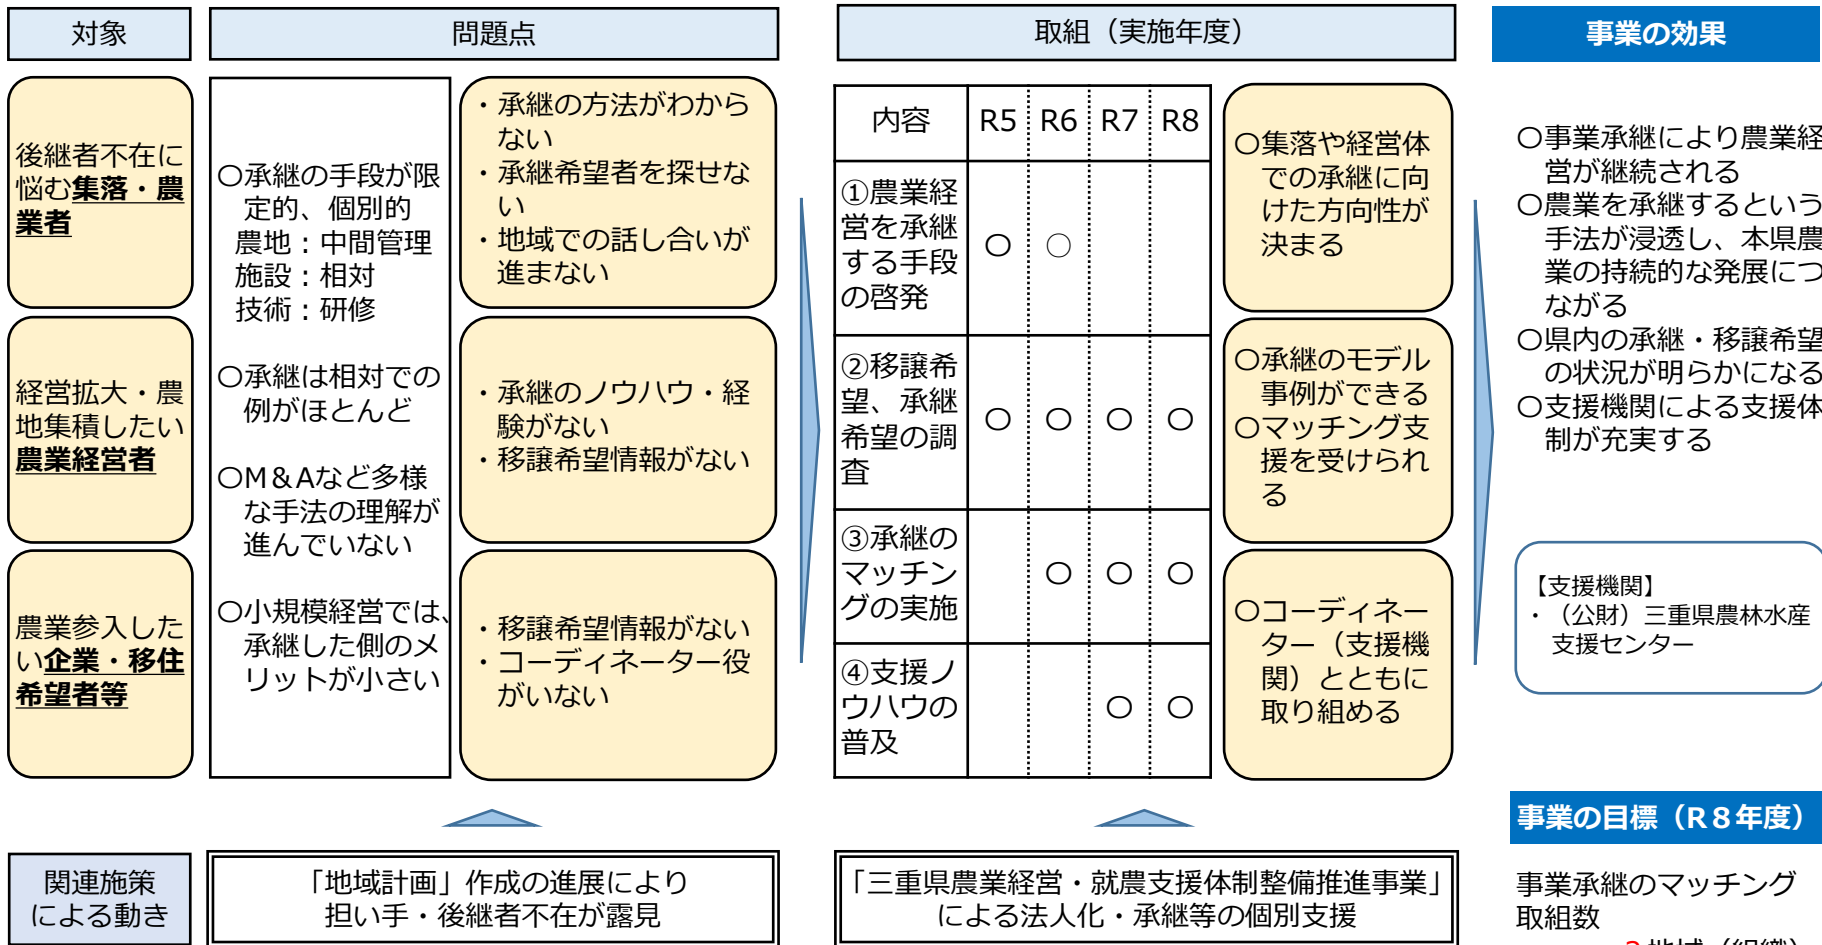 対象
問題点
取組（実施年度）
事業の効果
後継者不在に
悩む集落・農
業者
経営拡大・農
地集積したい
農業経営者
農業参入した
い企業・移住
希望者等
〇承継の手段が限
定的、個別的
農地：中間管理
施設：相対
技術：研修
〇承継は相対での
例がほとんど
〇M＆Aなど多様
な手法の理解が
進んでいない
〇小規模経営では、
承継した側のメ
リットが小さい
・承継の方法がわから
ない
・承継希望者を探せな
い
・地域での話し合いが
進まない
・承継のノウハウ・経
験がない
・移譲希望情報がない
・移譲希望情報がない
・コーディネーター役
がいない
内容 R5 R6 R7 R8
①農業経
営を承継
する手段
の啓発
〇 ○
②移譲希
望、承継
希望の調
査
〇 〇 〇 〇
③承継の
マッチン
グの実施
〇 〇 〇
④支援ノ
ウハウの
普及
〇 〇
〇集落や経営体
での承継に向
けた方向性が
決まる
〇承継のモデル
事例ができる
〇マッチング支
援を受けられ
る
〇コーディネー
ター（支援機
関）とともに
取り組める
〇事業承継により農業経
営が継続される
〇農業を承継するという
手法が浸透し、本県農
業の持続的な発展につ
ながる
〇県内の承継・移譲希望
の状況が明らかになる
〇支援機関による支援体
制が充実する
【支援機関】
・（公財）三重県農林水産
支援センター
事業の目標（R８年度）
事業承継のマッチング
取組数
地域（組織）
関連施策
による動き
「地域計画」作成の進展により
担い手・後継者不在が露見
「三重県農業経営・就農支援体制整備推進事業」
による法人化・承継等の個別支援